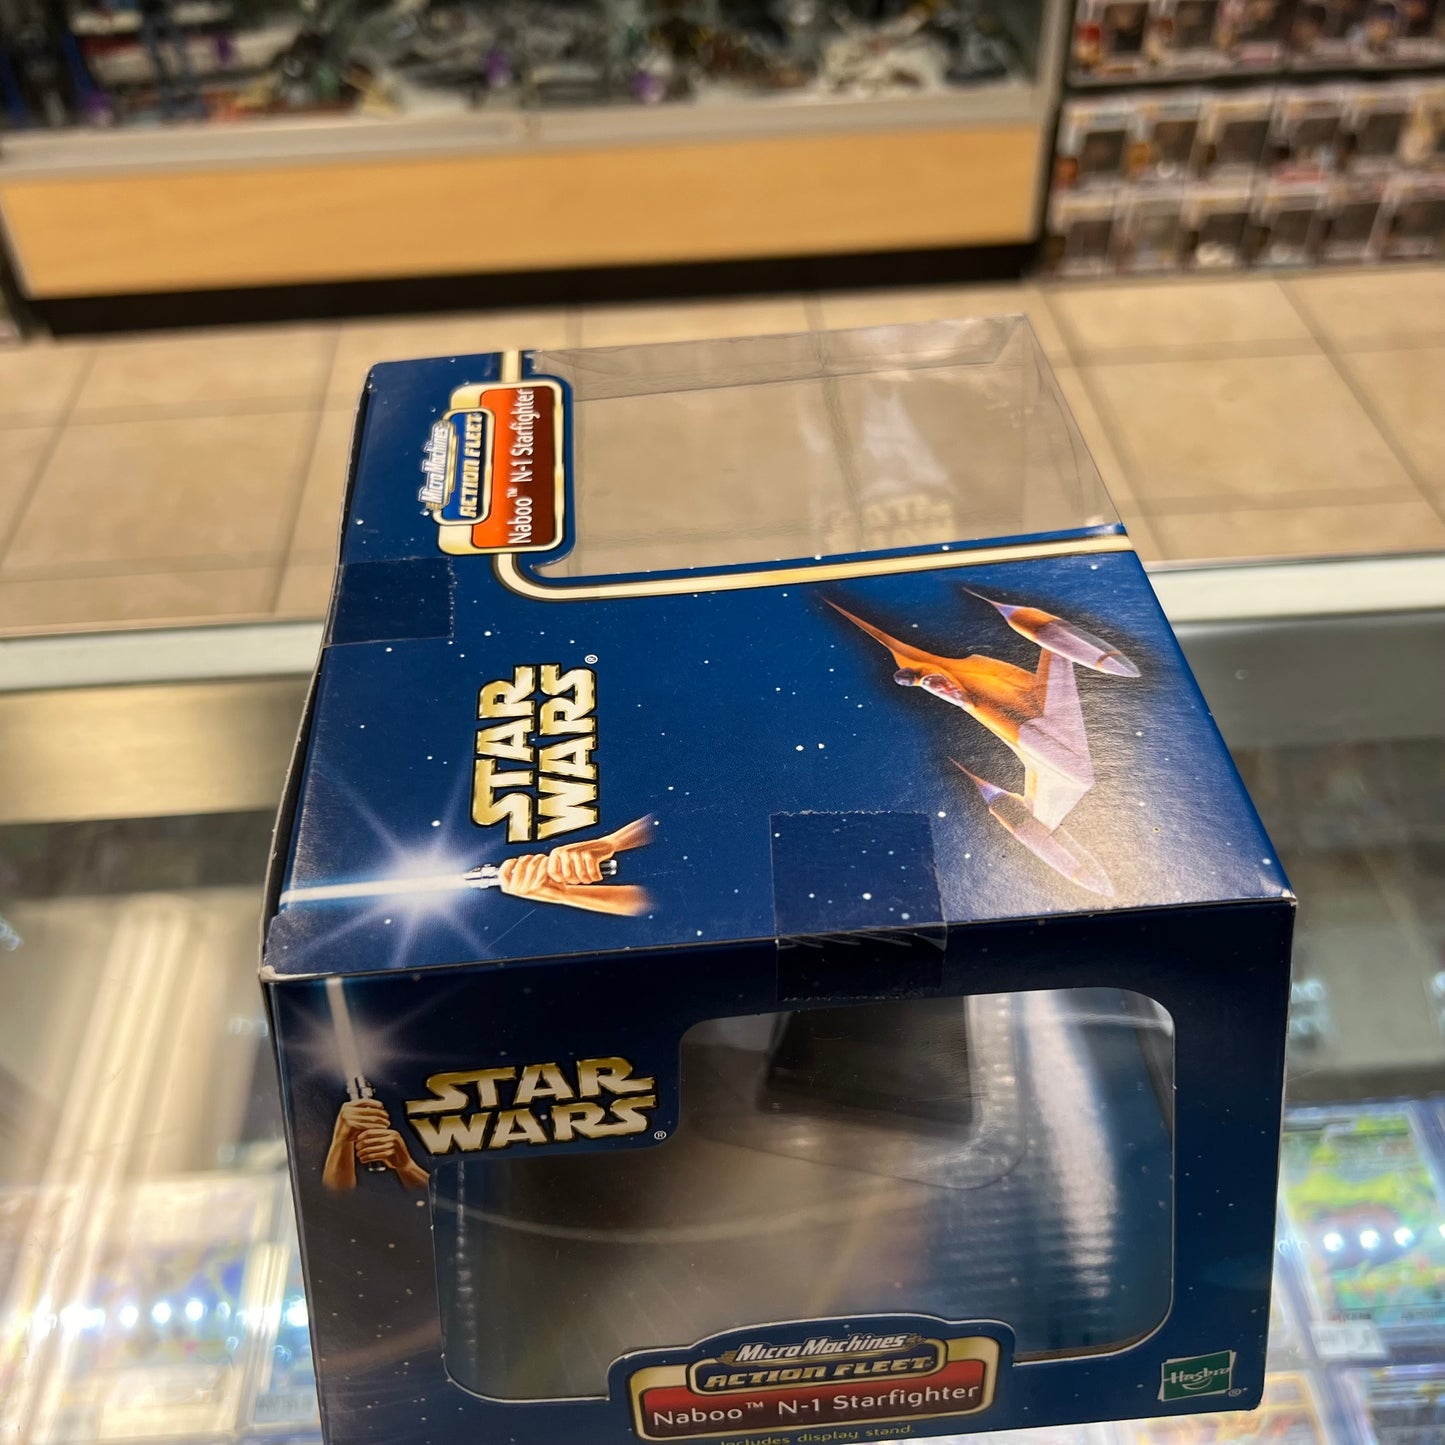 Micro Machines
ACTION FLEET
Naboo™ N-1 Starfighter
STAR
WARS®
STAR
WARS®
Micro Machines
ACTION FLEET
Naboo™ N-1 Starfighter
Includes display stand.
Hasbro®